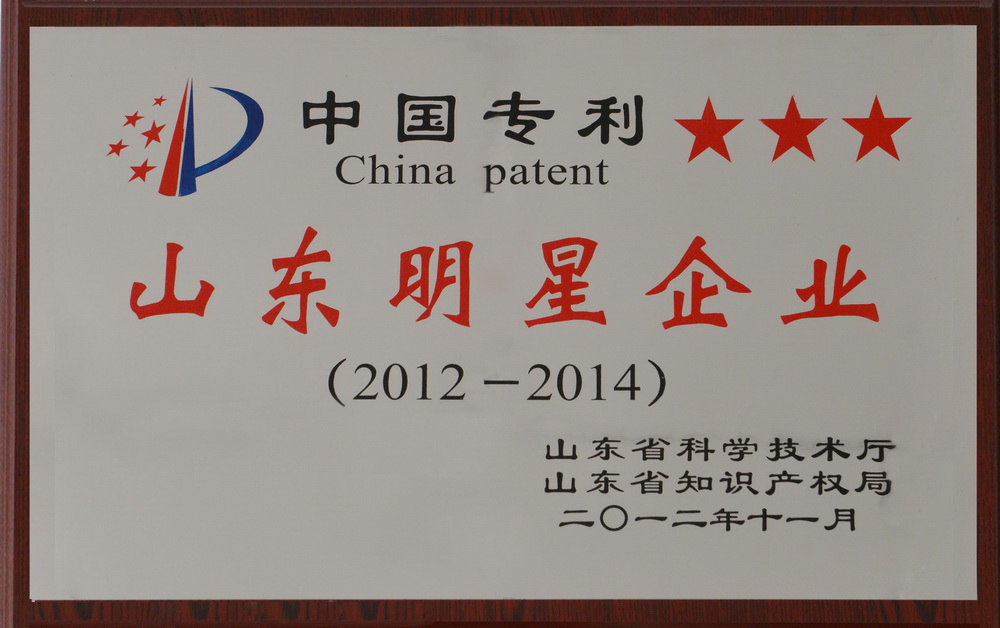 中国专利 ★★★
China patent
山东明星企业
（2012－2014）
山东省科学技术厅
山东省知识产权局
二〇一二年十一月